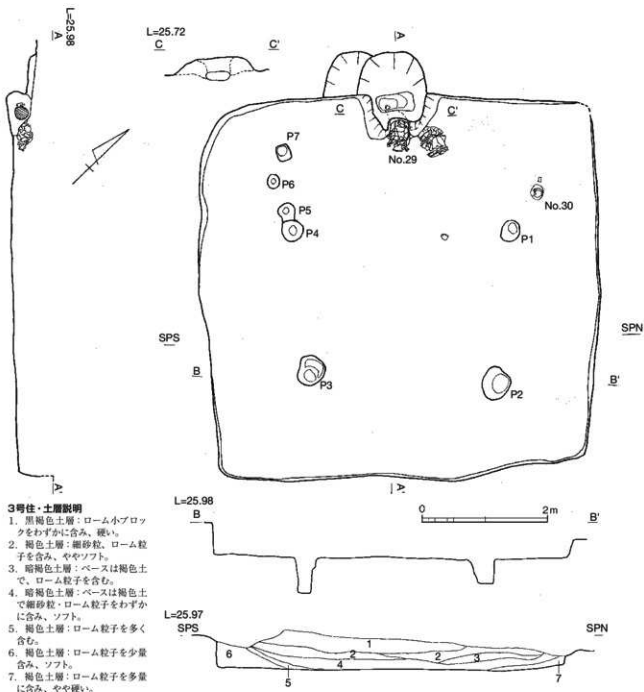 L=25.98
A
L=25.72
C
C'
A
C
C'
P7
No.29
P6
No.30
P5
P4
P1
SPS
SPN
B
P3
P2
B'
A'
A'
0
2m
3号住・土層説明
1. 黒褐色土層：ローム小ブロッ
クをわずかに含み、硬い。
2. 褐色土層：細砂粒、ローム粒
子を含み、ややソフト。
3. 暗褐色土層：ベースは褐色土
で、ローム粒子を含む。
4. 暗褐色土層：ベースは褐色土
で細砂粒・ローム粒子をわずか
に含み、ソフト。
5. 褐色土層：ローム粒子を多く
含む。
6. 褐色土層：ローム粒子を少量
含み、ソフト。
7. 褐色土層：ローム粒子を多量
に含み、やや硬い。
L=25.98
B
B'
L=25.97
SPS
SPN
1
6
2
2
3
4
5
7